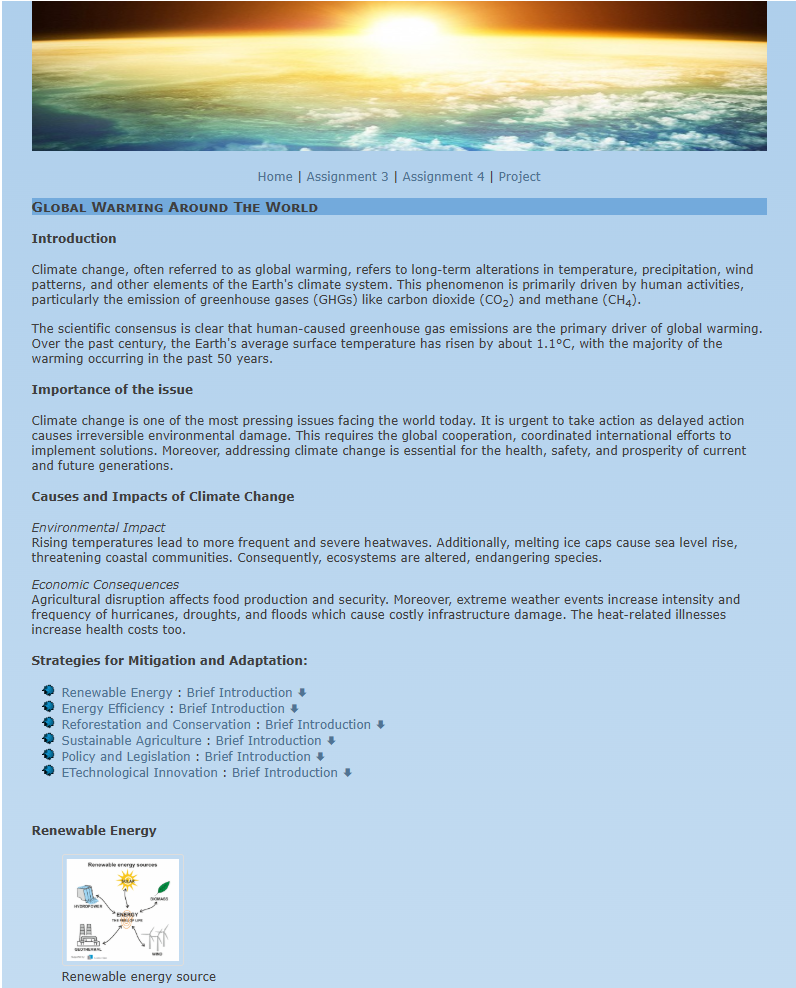 Home | Assignment 3 | Assignment 4 | Project
Global Warming Around The World
Introduction
Climate change, often referred to as global warming, refers to long-term alterations in temperature, precipitation, wind
patterns, and other elements of the Earth's climate system. This phenomenon is primarily driven by human activities,
particularly the emission of greenhouse gases (GHGs) like carbon dioxide (CO₂) and methane (CH₄).
The scientific consensus is clear that human-caused greenhouse gas emissions are the primary driver of global warming.
Over the past century, the Earth's average surface temperature has risen by about 1.1°C, with the majority of the
warming occurring in the past 50 years.
Importance of the issue
Climate change is one of the most pressing issues facing the world today. It is urgent to take action as delayed action
causes irreversible environmental damage. This requires the global cooperation, coordinated international efforts to
implement solutions. Moreover, addressing climate change is essential for the health, safety, and prosperity of current
and future generations.
Causes and Impacts of Climate Change
Environmental Impact
Rising temperatures lead to more frequent and severe heatwaves. Additionally, melting ice caps cause sea level rise,
threatening coastal communities. Consequently, ecosystems are altered, endangering species.
Economic Consequences
Agricultural disruption affects food production and security. Moreover, extreme weather events increase intensity and
frequency of hurricanes, droughts, and floods which cause costly infrastructure damage. The heat-related illnesses
increase health costs too.
Strategies for Mitigation and Adaptation:
Renewable Energy : Brief Introduction
Energy Efficiency : Brief Introduction
Reforestation and Conservation : Brief Introduction
Sustainable Agriculture : Brief Introduction
Policy and Legislation : Brief Introduction
ETechnological Innovation : Brief Introduction
Renewable Energy
Renewable energy sources
SOLAR
HYDROPOWER
BIOMASS
ENERGY
GEOTHERMAL
WIND
Renewable energy source